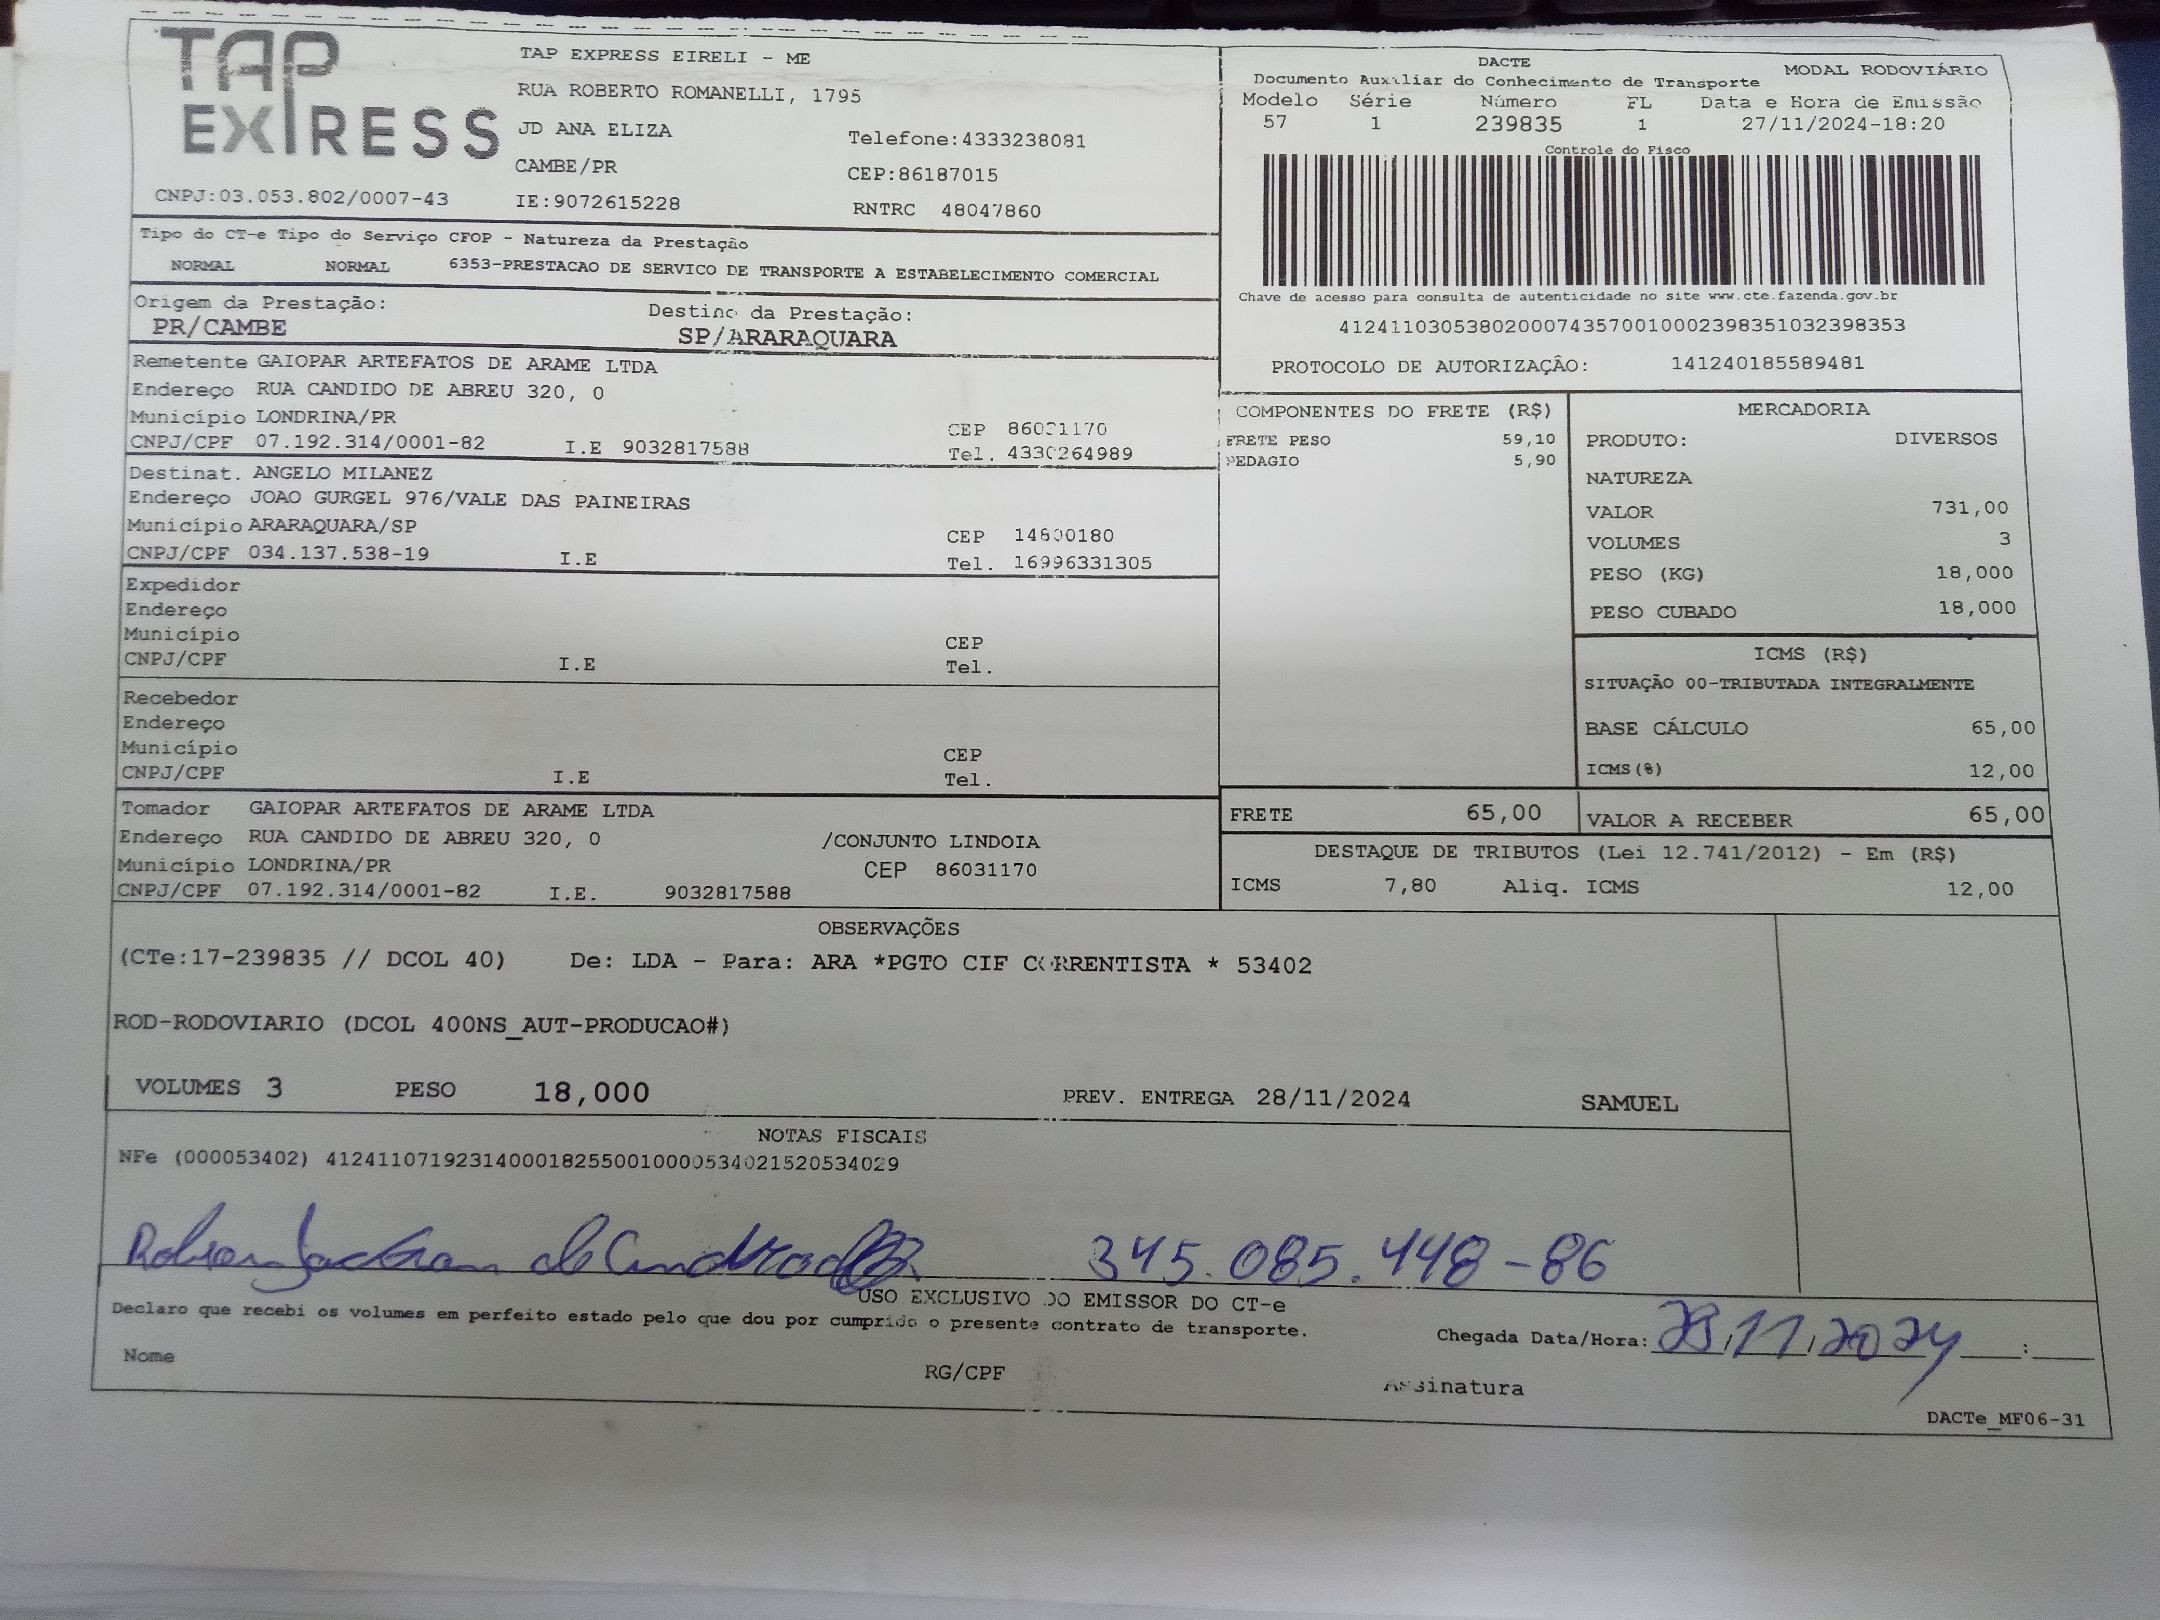 TAP EXPRESS
TAP EXPRESS EIRELI - ME
RUA ROBERTO ROMANELLI, 1795
JD ANA ELIZA
Telefone:4333238081
CAMBE/PR
CEP:86187015
CNPJ:03.053.802/0007-43 IE:9072615228
RNTRC 48047860
DACTE
MODAL RODOVIÁRIO
Documento Auxiliar do Conhecimento de Transporte
Modelo Série Número FL Data e Hora de Emissão
57 1 239835 1 27/11/2024-18:20
Controle do Fisco
Chave de acesso para consulta de autenticidade no site www.cte.fazenda.gov.br
41241103053802000743570010002398351032398353
PROTOCOLO DE AUTORIZAÇÃO: 141240185589481
Tipo do CT-e Tipo do Serviço CFOP - Natureza da Prestação
NORMAL NORMAL 6353-PRESTACAO DE SERVICO DE TRANSPORTE A ESTABELECIMENTO COMERCIAL
Origem da Prestação: Destino da Prestação:
PR/CAMBE SP/ARARAQUARA
Remetente GAIOPAR ARTEFATOS DE ARAME LTDA
Endereço RUA CANDIDO DE ABREU 320, 0
Município LONDRINA/PR CEP 86031170
CNPJ/CPF 07.192.314/0001-82 I.E 9032817588 Tel. 4330264989
Destinat. ANGELO MILANEZ
Endereço JOAO GURGEL 976/VALE DAS PAINEIRAS
Município ARARAQUARA/SP CEP 14800180
CNPJ/CPF 034.137.538-19 I.E Tel. 16996331305
Expedidor
Endereço
Município CEP
CNPJ/CPF I.E Tel.
Recebedor
Endereço
Município CEP
CNPJ/CPF I.E Tel.
Tomador GAIOPAR ARTEFATOS DE ARAME LTDA
Endereço RUA CANDIDO DE ABREU 320, 0 /CONJUNTO LINDOIA
Município LONDRINA/PR CEP 86031170
CNPJ/CPF 07.192.314/0001-82 I.E. 9032817588
COMPONENTES DO FRETE (R$)
FRETE PESO 59,10
PEDAGIO 5,90
MERCADORIA
PRODUTO: DIVERSOS
NATUREZA
VALOR 731,00
VOLUMES 3
PESO (KG) 18,000
PESO CUBADO 18,000
ICMS (R$)
SITUAÇÃO 00-TRIBUTADA INTEGRALMENTE
BASE CÁLCULO 65,00
ICMS(%) 12,00
FRETE 65,00 VALOR A RECEBER 65,00
DESTAQUE DE TRIBUTOS (Lei 12.741/2012) - Em (R$)
ICMS 7,80 Aliq. ICMS 12,00
OBSERVAÇÕES
(CTe:17-239835 // DCOL 40) De: LDA - Para: ARA *PGTO CIF CORRENTISTA * 53402
ROD-RODOVIARIO (DCOL 400NS_AUT-PRODUCAO#)
VOLUMES 3 PESO 18,000 PREV. ENTREGA 28/11/2024 SAMUEL
NOTAS FISCAIS
NFe (000053402) 41241107192314000182550010000534021520534029
345.085.448-86
USO EXCLUSIVO DO EMISSOR DO CT-e
Declaro que recebi os volumes em perfeito estado pelo que dou por cumprido o presente contrato de transporte.
Chegada Data/Hora: 28/11/2024 :
Nome RG/CPF Assinatura
DACTe_MF06-31